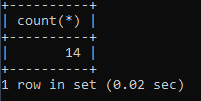 +----------+
| count(*) |
+----------+
|       14 |
+----------+
1 row in set (0.02 sec)